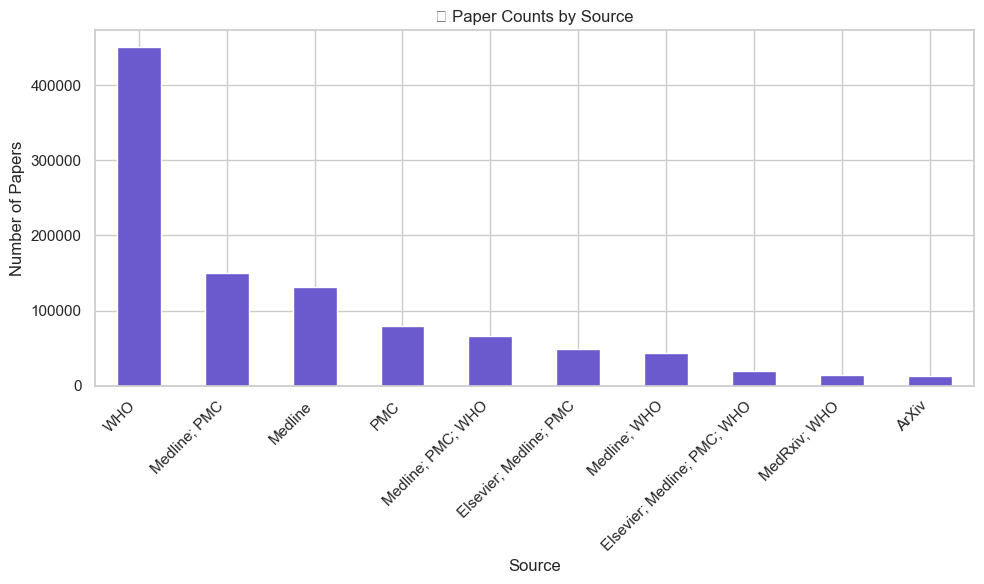 ▯ Paper Counts by Source
Number of Papers
400000
300000
200000
100000
0
WHO
Medline; PMC
Medline
PMC
Medline; PMC; WHO
Elsevier; Medline; PMC
Medline; WHO
Elsevier; Medline; PMC; WHO
MedRxiv; WHO
ArXiv
Source